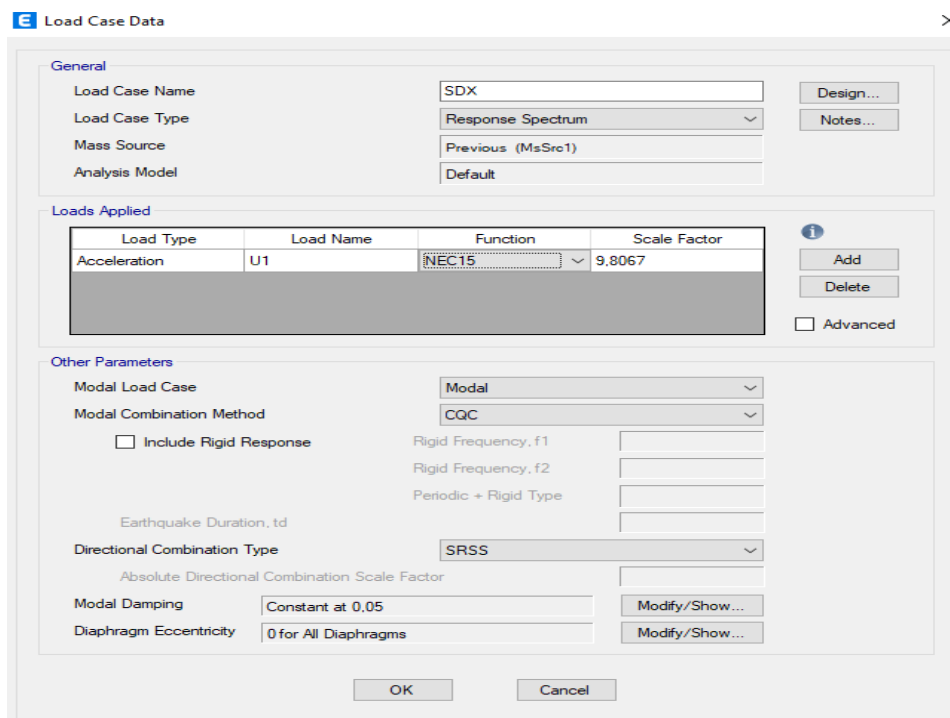 E Load Case Data
General
Load Case Name SDX Design...
Load Case Type Response Spectrum Notes...
Mass Source Previous (MsSrc1)
Analysis Model Default
Loads Applied
Load Type Load Name Function Scale Factor
Acceleration U1 NEC15 9,8067 Add
Delete
Advanced
Other Parameters
Modal Load Case Modal
Modal Combination Method CQC
Include Rigid Response Rigid Frequency, f1
Rigid Frequency, f2
Periodic + Rigid Type
Earthquake Duration, td
Directional Combination Type SRSS
Absolute Directional Combination Scale Factor
Modal Damping Constant at 0,05 Modify/Show...
Diaphragm Eccentricity 0 for All Diaphragms Modify/Show...
OK Cancel